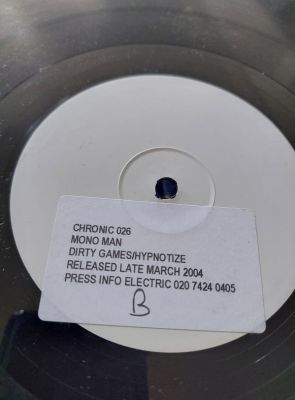 CHRONIC 026
MONO MAN
DIRTY GAMES/HYPNOTIZE
RELEASED LATE MARCH 2004
PRESS INFO ELECTRIC 020 7424 0405
B